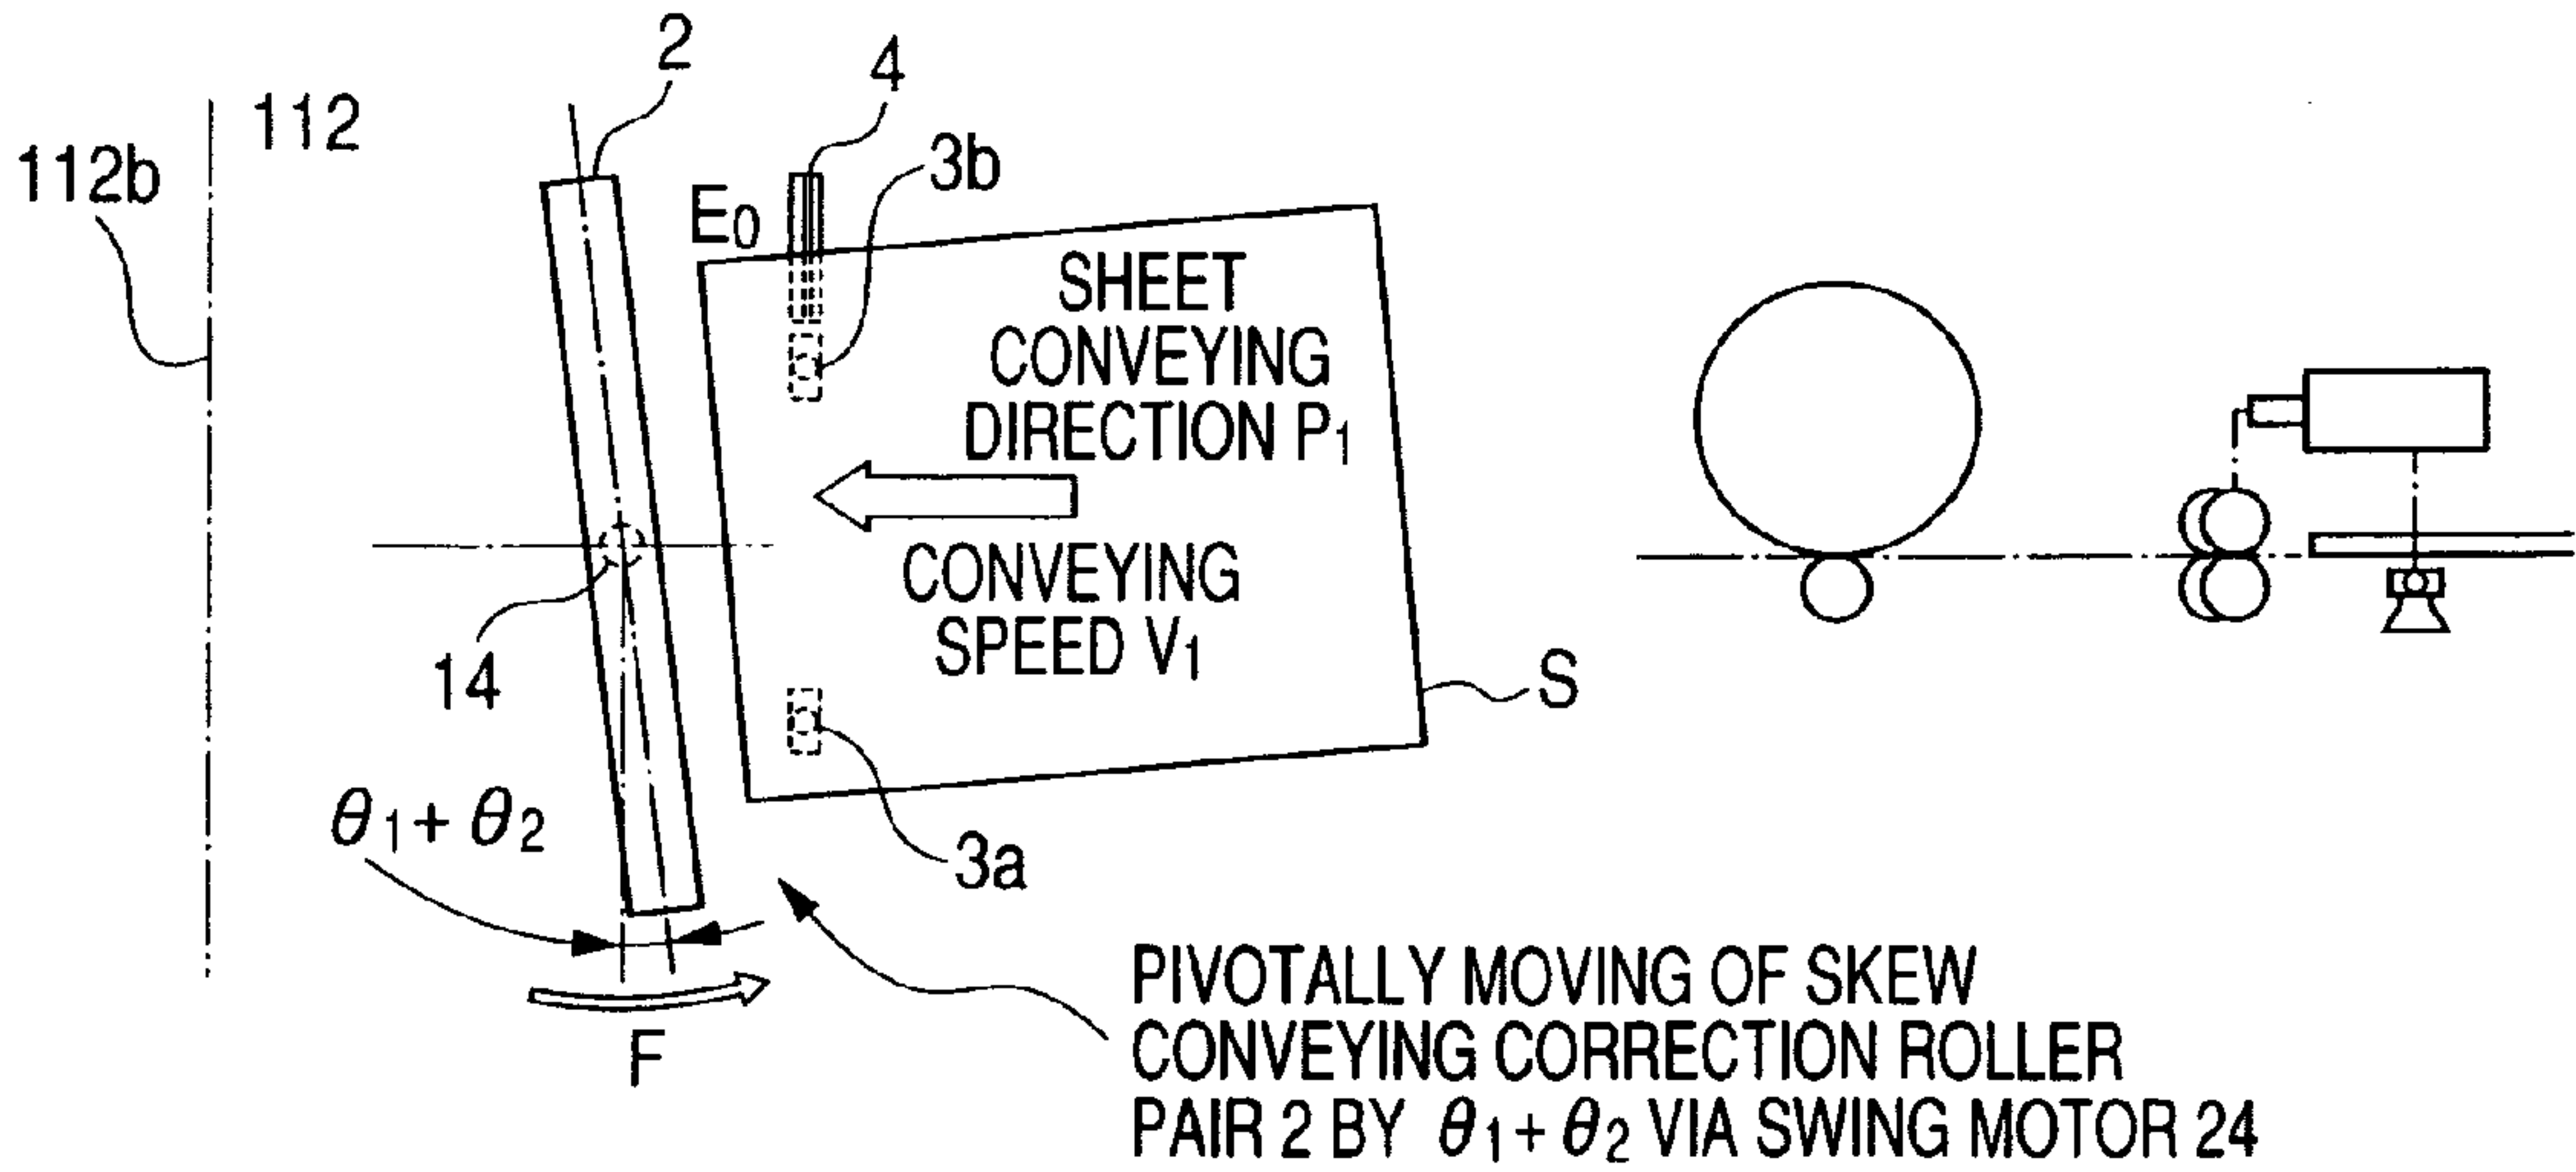 2
4
112
3b
112b
E0
SHEET
CONVEYING
DIRECTION P1
CONVEYING
SPEED V1
14
S
θ1+ θ2
3a
F
PIVOTALLY MOVING OF SKEW
CONVEYING CORRECTION ROLLER
PAIR 2 BY θ1+ θ2 VIA SWING MOTOR 24